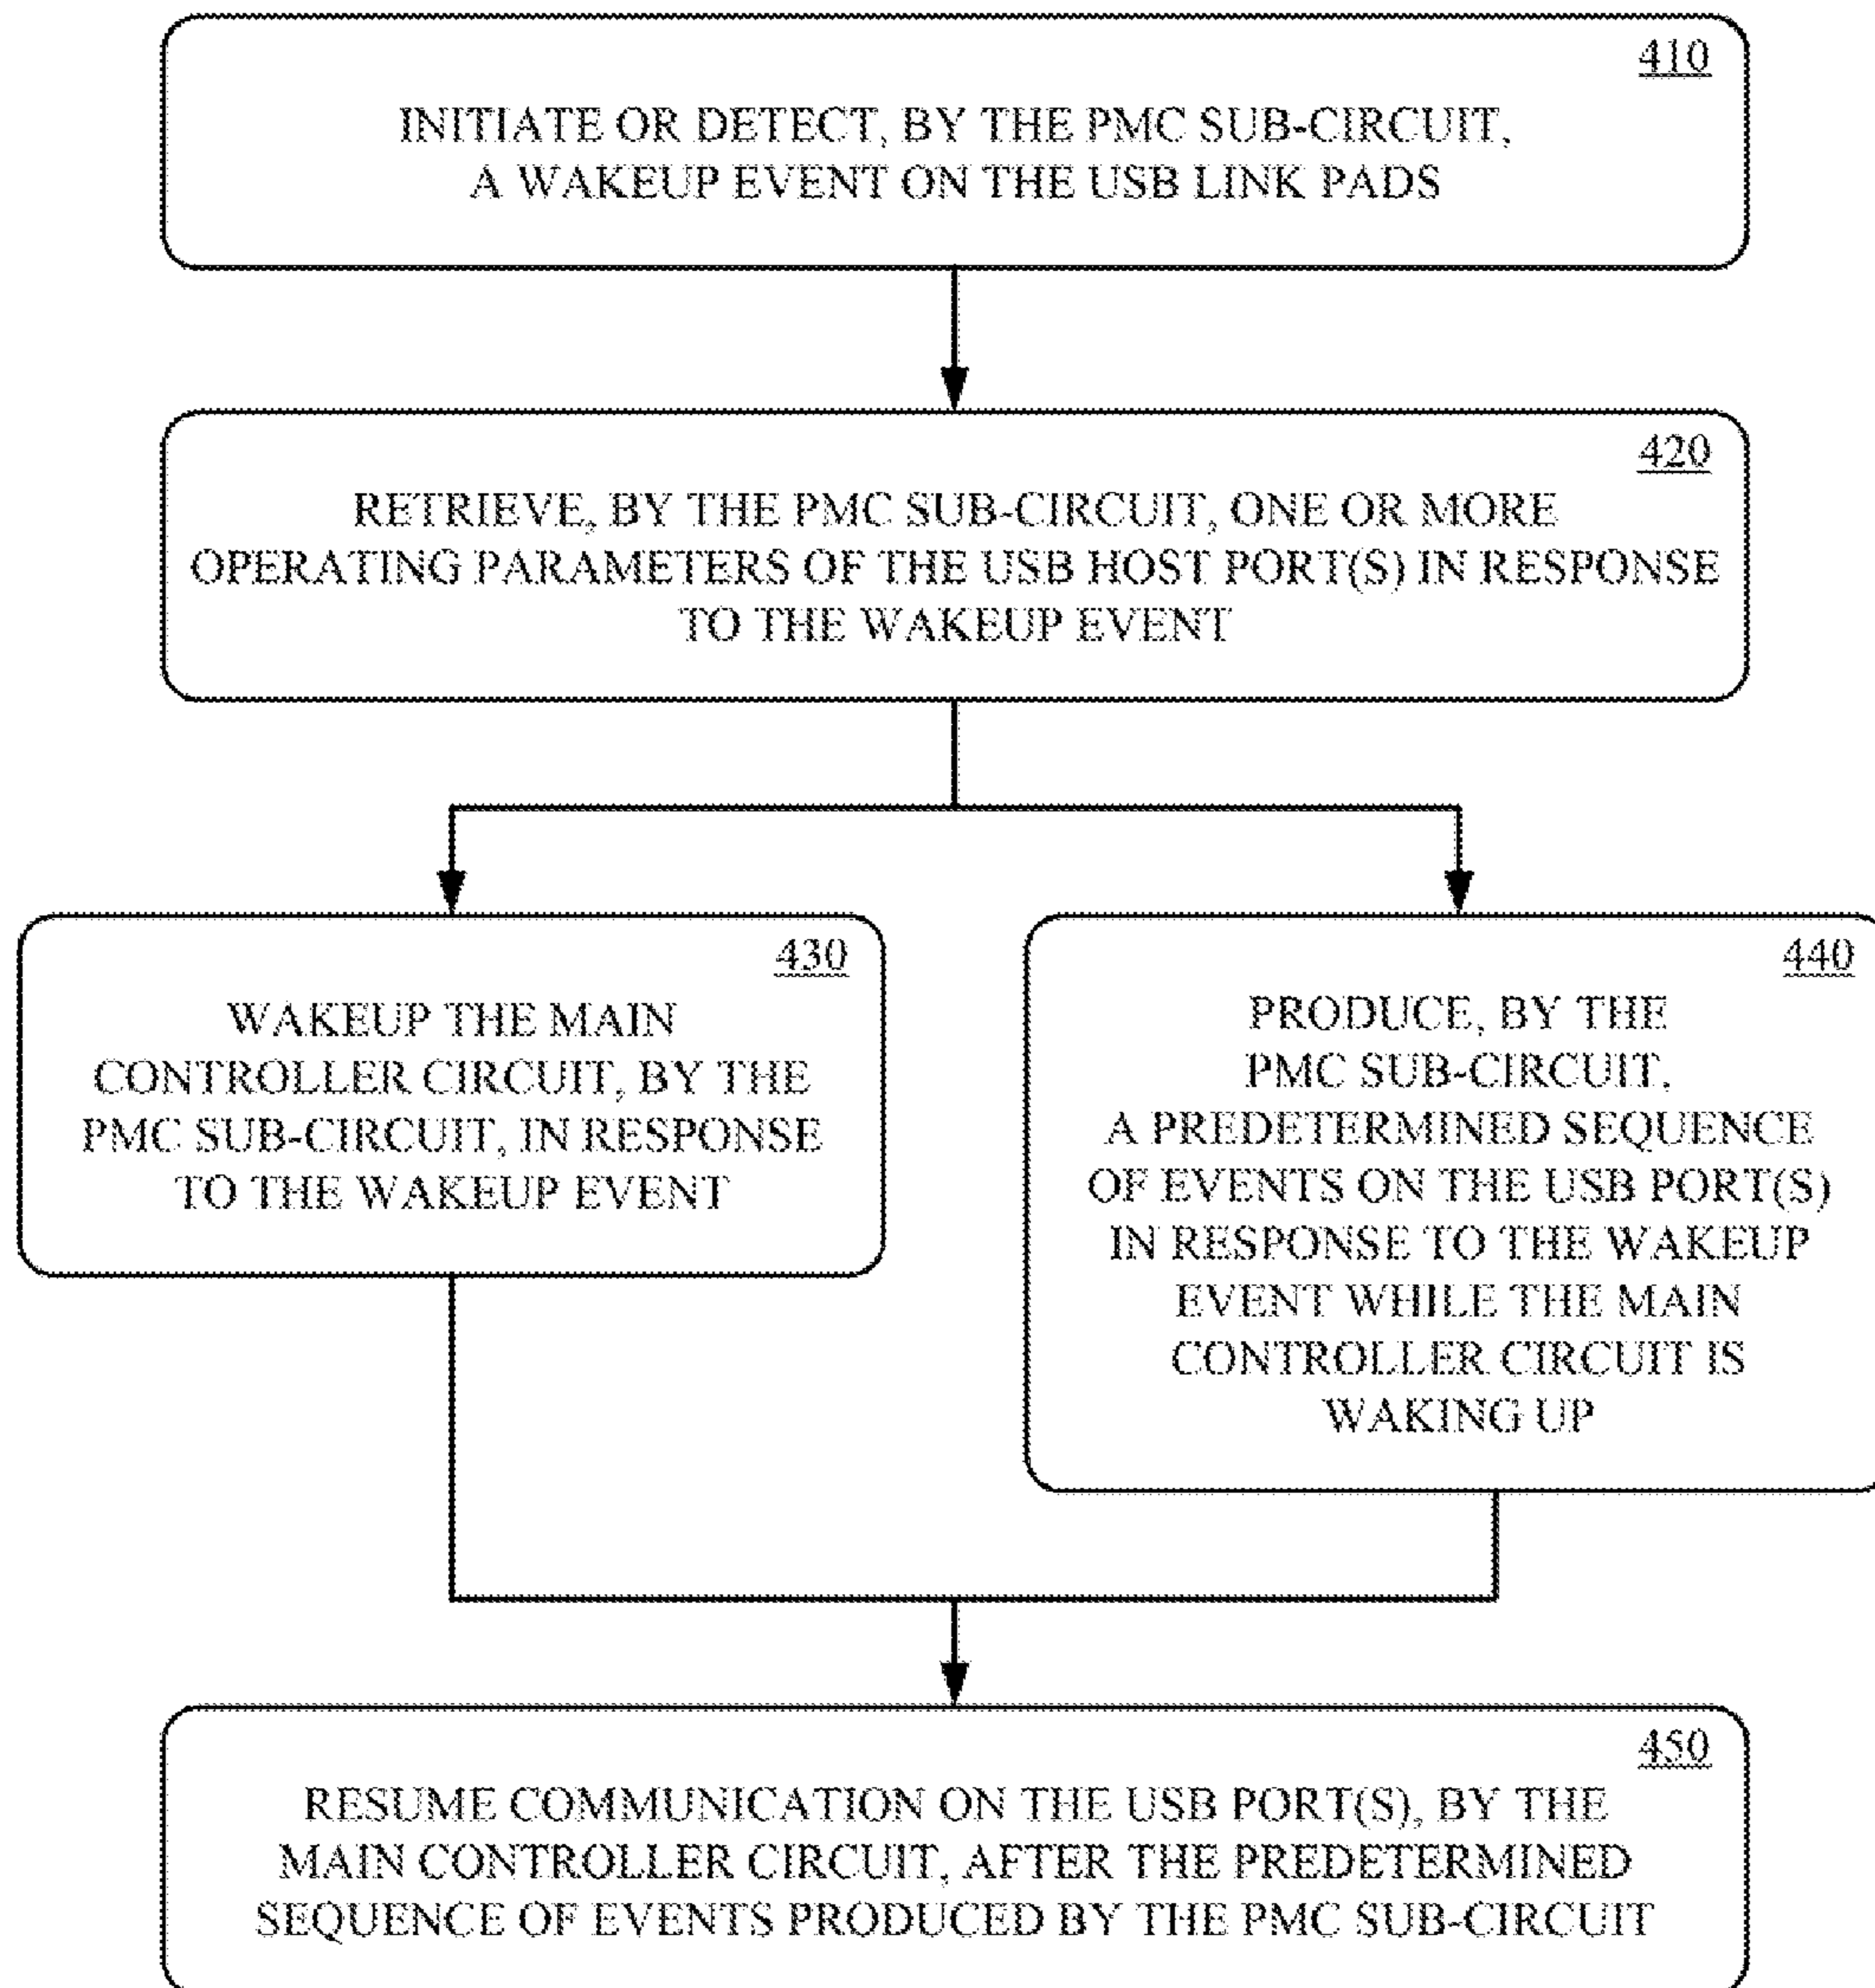 410
INITIATE OR DETECT, BY THE PMC SUB-CIRCUIT,
A WAKEUP EVENT ON THE USB LINK PADS
420
RETRIEVE, BY THE PMC SUB-CIRCUIT, ONE OR MORE
OPERATING PARAMETERS OF THE USB HOST PORT(S) IN RESPONSE
TO THE WAKEUP EVENT
430
WAKEUP THE MAIN
CONTROLLER CIRCUIT, BY THE
PMC SUB-CIRCUIT, IN RESPONSE
TO THE WAKEUP EVENT
440
PRODUCE, BY THE
PMC SUB-CIRCUIT,
A PREDETERMINED SEQUENCE
OF EVENTS ON THE USB PORT(S)
IN RESPONSE TO THE WAKEUP
EVENT WHILE THE MAIN
CONTROLLER CIRCUIT IS
WAKING UP
450
RESUME COMMUNICATION ON THE USB PORT(S), BY THE
MAIN CONTROLLER CIRCUIT, AFTER THE PREDETERMINED
SEQUENCE OF EVENTS PRODUCED BY THE PMC SUB-CIRCUIT